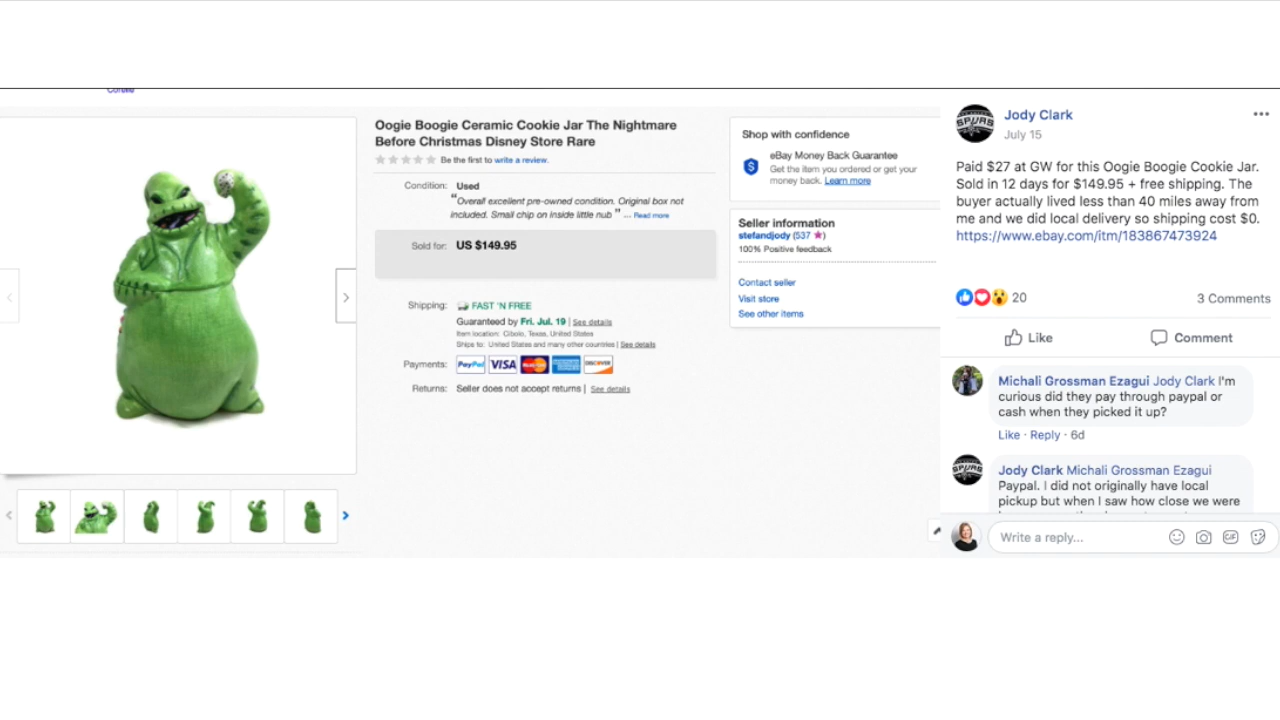 Corelle
Oogie Boogie Ceramic Cookie Jar The Nightmare
Before Christmas Disney Store Rare
Be the first to write a review.
Condition: Used
“Overall excellent pre-owned condition. Original box not
included. Small chip on inside little nub ” ... Read more
Sold for: US $149.95
Shipping: FAST 'N FREE
Guaranteed by Fri. Jul. 19 | See details
Item location: Cibolo, Texas, United States
Ships to: United States and many other countries | See details
Payments: PayPal VISA MasterCard DISCOVER
Returns: Seller does not accept returns | See details
Shop with confidence
eBay Money Back Guarantee
Get the item you ordered or get your
money back. Learn more
Seller information
stefandjody (537 ★)
100% Positive feedback
Contact seller
Visit store
See other items
SPURS
Jody Clark
July 15
Paid $27 at GW for this Oogie Boogie Cookie Jar.
Sold in 12 days for $149.95 + free shipping. The
buyer actually lived less than 40 miles away from
me and we did local delivery so shipping cost $0.
https://www.ebay.com/itm/183867473924
20
3 Comments
Like
Comment
Michali Grossman Ezagui Jody Clark I'm
curious did they pay through paypal or
cash when they picked it up?
Like · Reply · 6d
SPURS
Jody Clark Michali Grossman Ezagui
Paypal. I did not originally have local
pickup but when I saw how close we were
Write a reply...
GIF